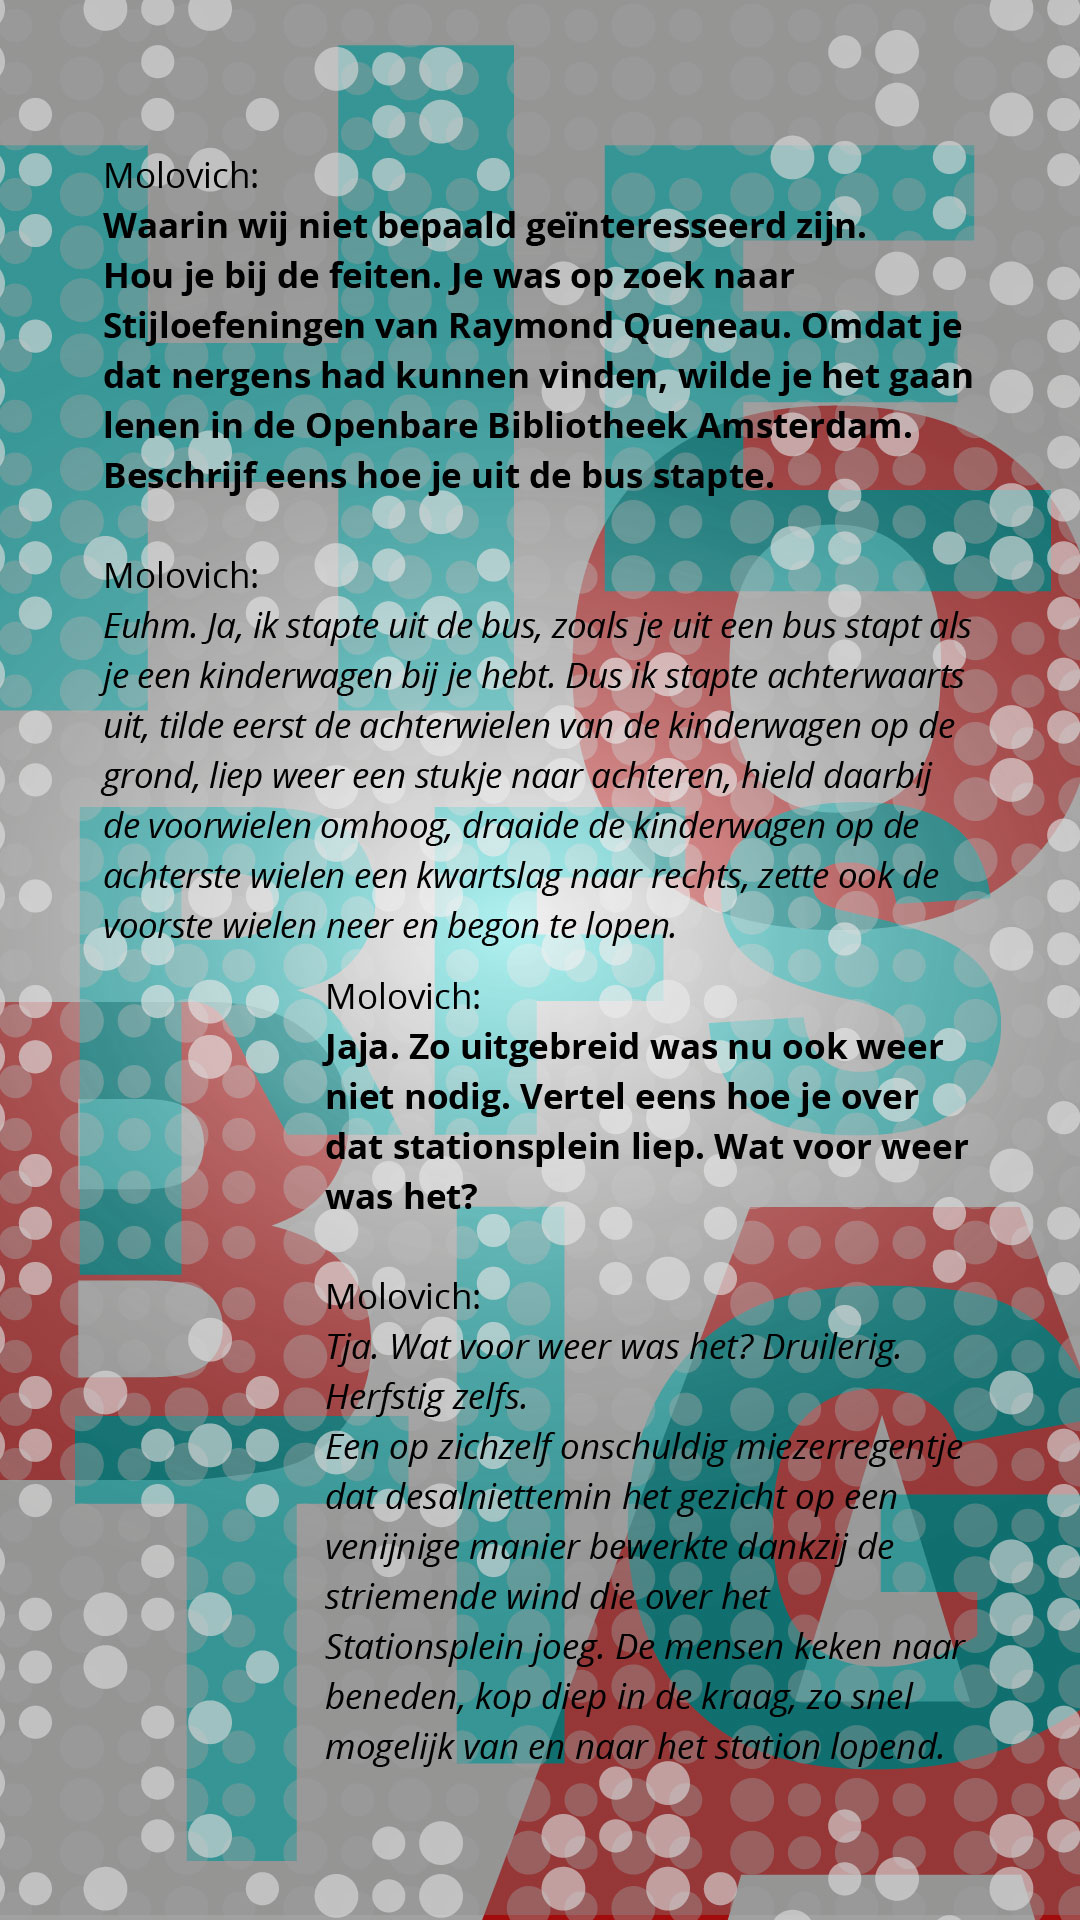 Molovich:
Waarin wij niet bepaald geïnteresseerd zijn.
Hou je bij de feiten. Je was op zoek naar
Stijloefeningen van Raymond Queneau. Omdat je
dat nergens had kunnen vinden, wilde je het gaan
lenen in de Openbare Bibliotheek Amsterdam.
Beschrijf eens hoe je uit de bus stapte.
Molovich:
Euhm. Ja, ik stapte uit de bus, zoals je uit een bus stapt als
je een kinderwagen bij je hebt. Dus ik stapte achterwaarts
uit, tilde eerst de achterwielen van de kinderwagen op de
grond, liep weer een stukje naar achteren, hield daarbij
de voorwielen omhoog, draaide de kinderwagen op de
achterste wielen een kwartslag naar rechts, zette ook de
voorste wielen neer en begon te lopen.
Molovich:
Jaja. Zo uitgebreid was nu ook weer
niet nodig. Vertel eens hoe je over
dat stationsplein liep. Wat voor weer
was het?
Molovich:
Tja. Wat voor weer was het? Druilerig.
Herfstig zelfs.
Een op zichzelf onschuldig miezerregentje
dat desalniettemin het gezicht op een
venijnige manier bewerkte dankzij de
striemende wind die over het
Stationsplein joeg. De mensen keken naar
beneden, kop diep in de kraag, zo snel
mogelijk van en naar het station lopend.